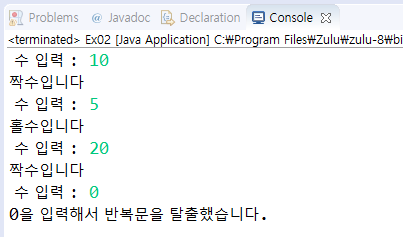 Problems @ Javadoc Declaration Console
<terminated> Ex02 [Java Application] C:₩Program Files₩Zulu₩zulu-8₩bi
수 입력 : 10
짝수입니다
수 입력 : 5
홀수입니다
수 입력 : 20
짝수입니다
수 입력 : 0
0을 입력해서 반복문을 탈출했습니다.